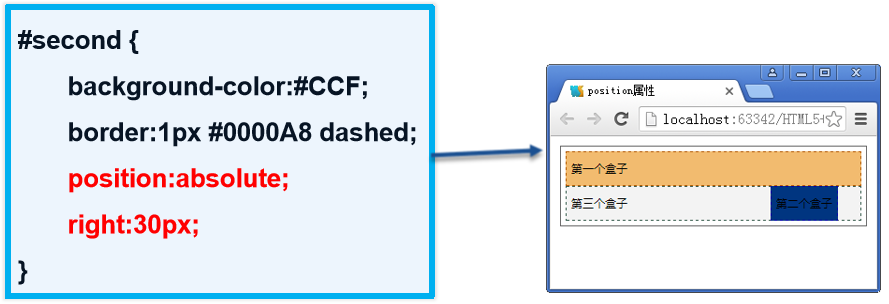 #second {
background-color:#CCF;
border:1px #0000A8 dashed;
position:absolute;
right:30px;
}
position属性
localhost:63342/HTML5
第一个盒子
第三个盒子 第二个盒子